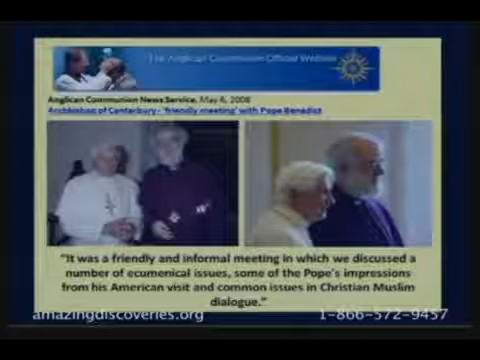 The Anglican Communion Official Website
Anglican Communion News Service, May 6, 2008
Archbishop of Canterbury - 'friendly meeting' with Pope Benedict
"It was a friendly and informal meeting in which we discussed a
number of ecumenical issues, some of the Pope's impressions
from his American visit and common issues in Christian Muslim
dialogue."
amazingdiscoveries.org 1-866-572-9457